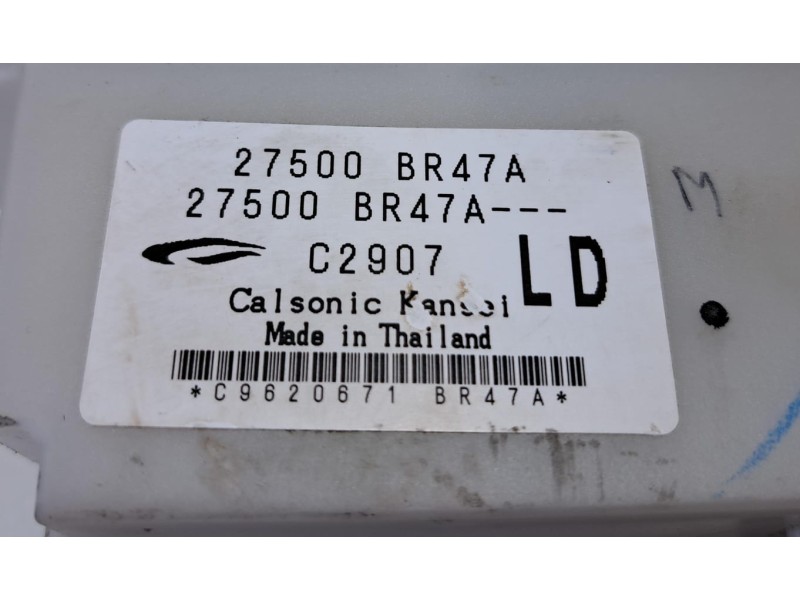 27500 BR47A
27500 BR47A---
C2907
LD
Calsonic Kansei
Made in Thailand
*C9620671 BR47A*
M